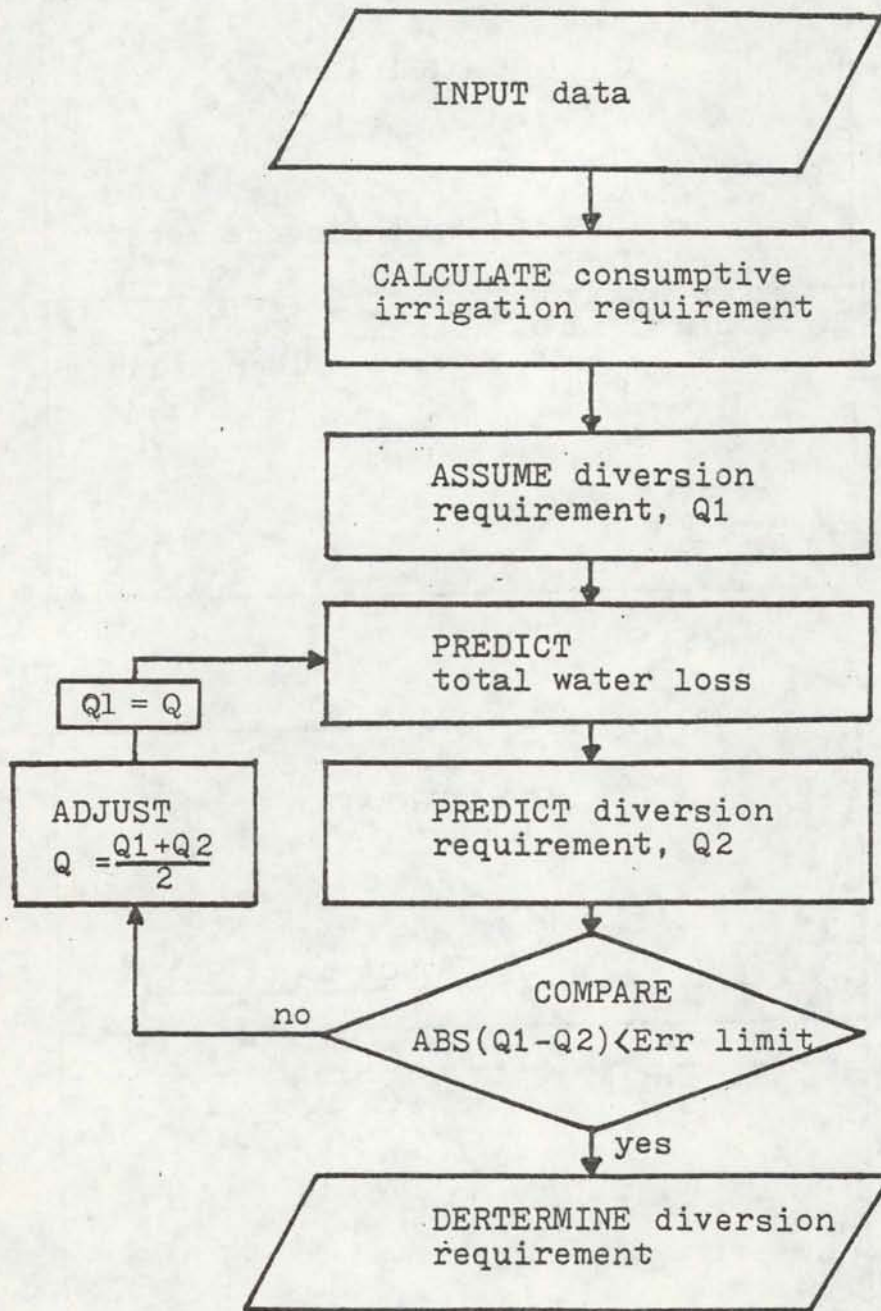 INPUT data
CALCULATE consumptive
irrigation requirement
ASSUME diversion
requirement, Q1
PREDICT
total water loss
Q1 = Q
ADJUST
Q = Q1+Q2
2
PREDICT diversion
requirement, Q2
COMPARE
ABS(Q1-Q2)<Err limit
no
yes
DERTERMINE diversion
requirement